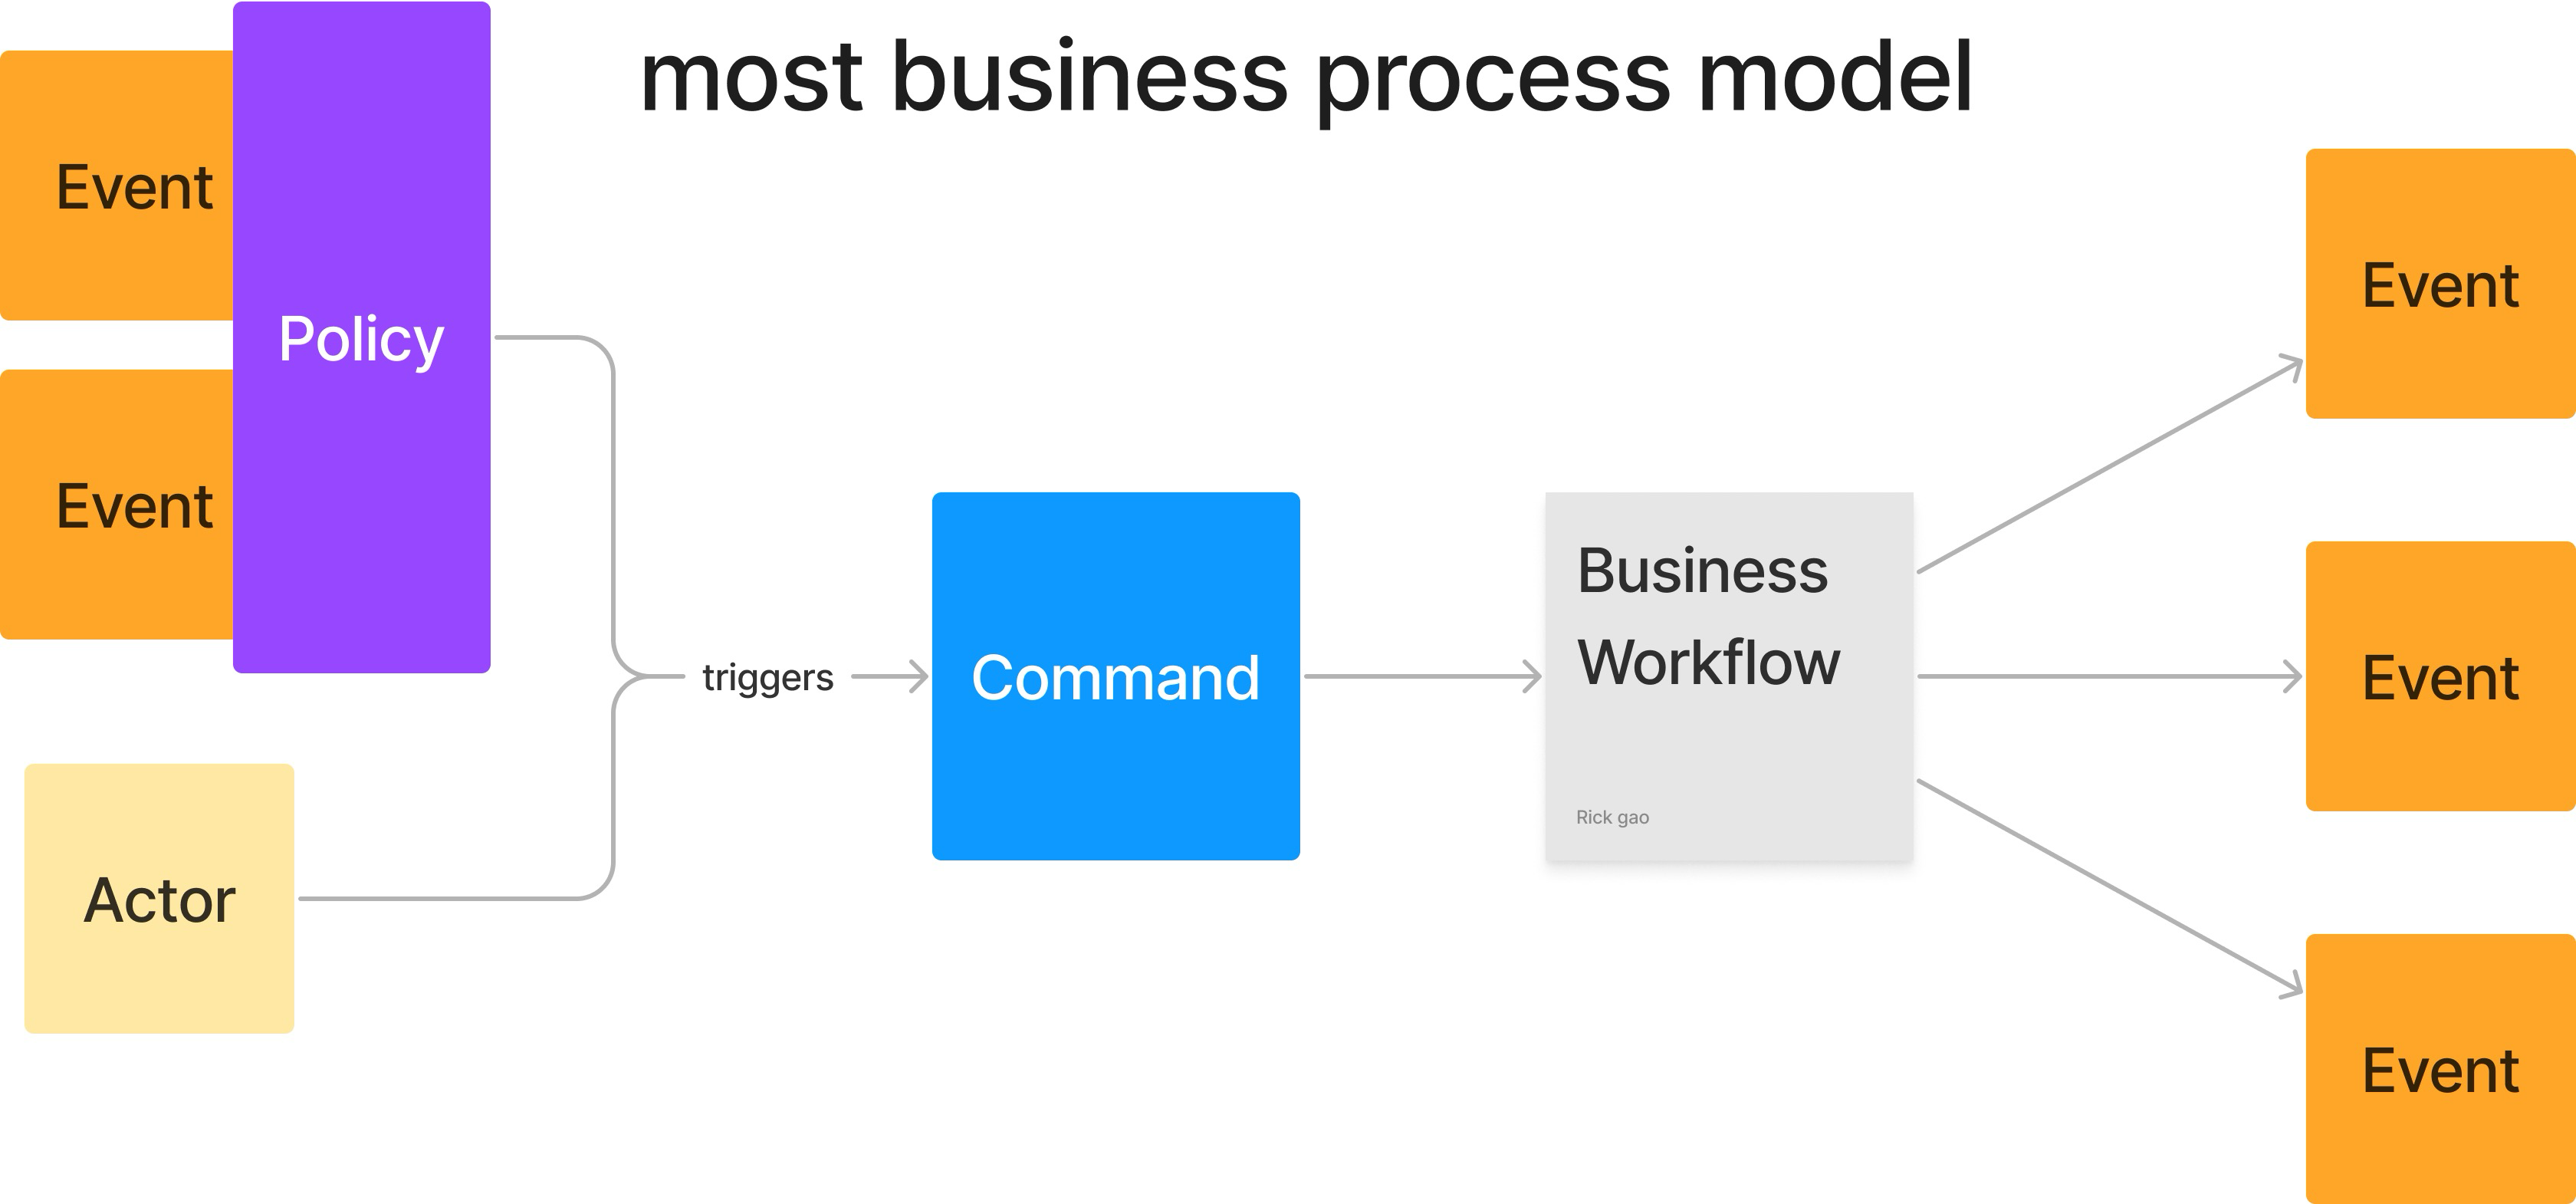 most business process model
Event
Policy
Event
Actor
triggers
Command
Business
Workflow
Rick gao
Event
Event
Event